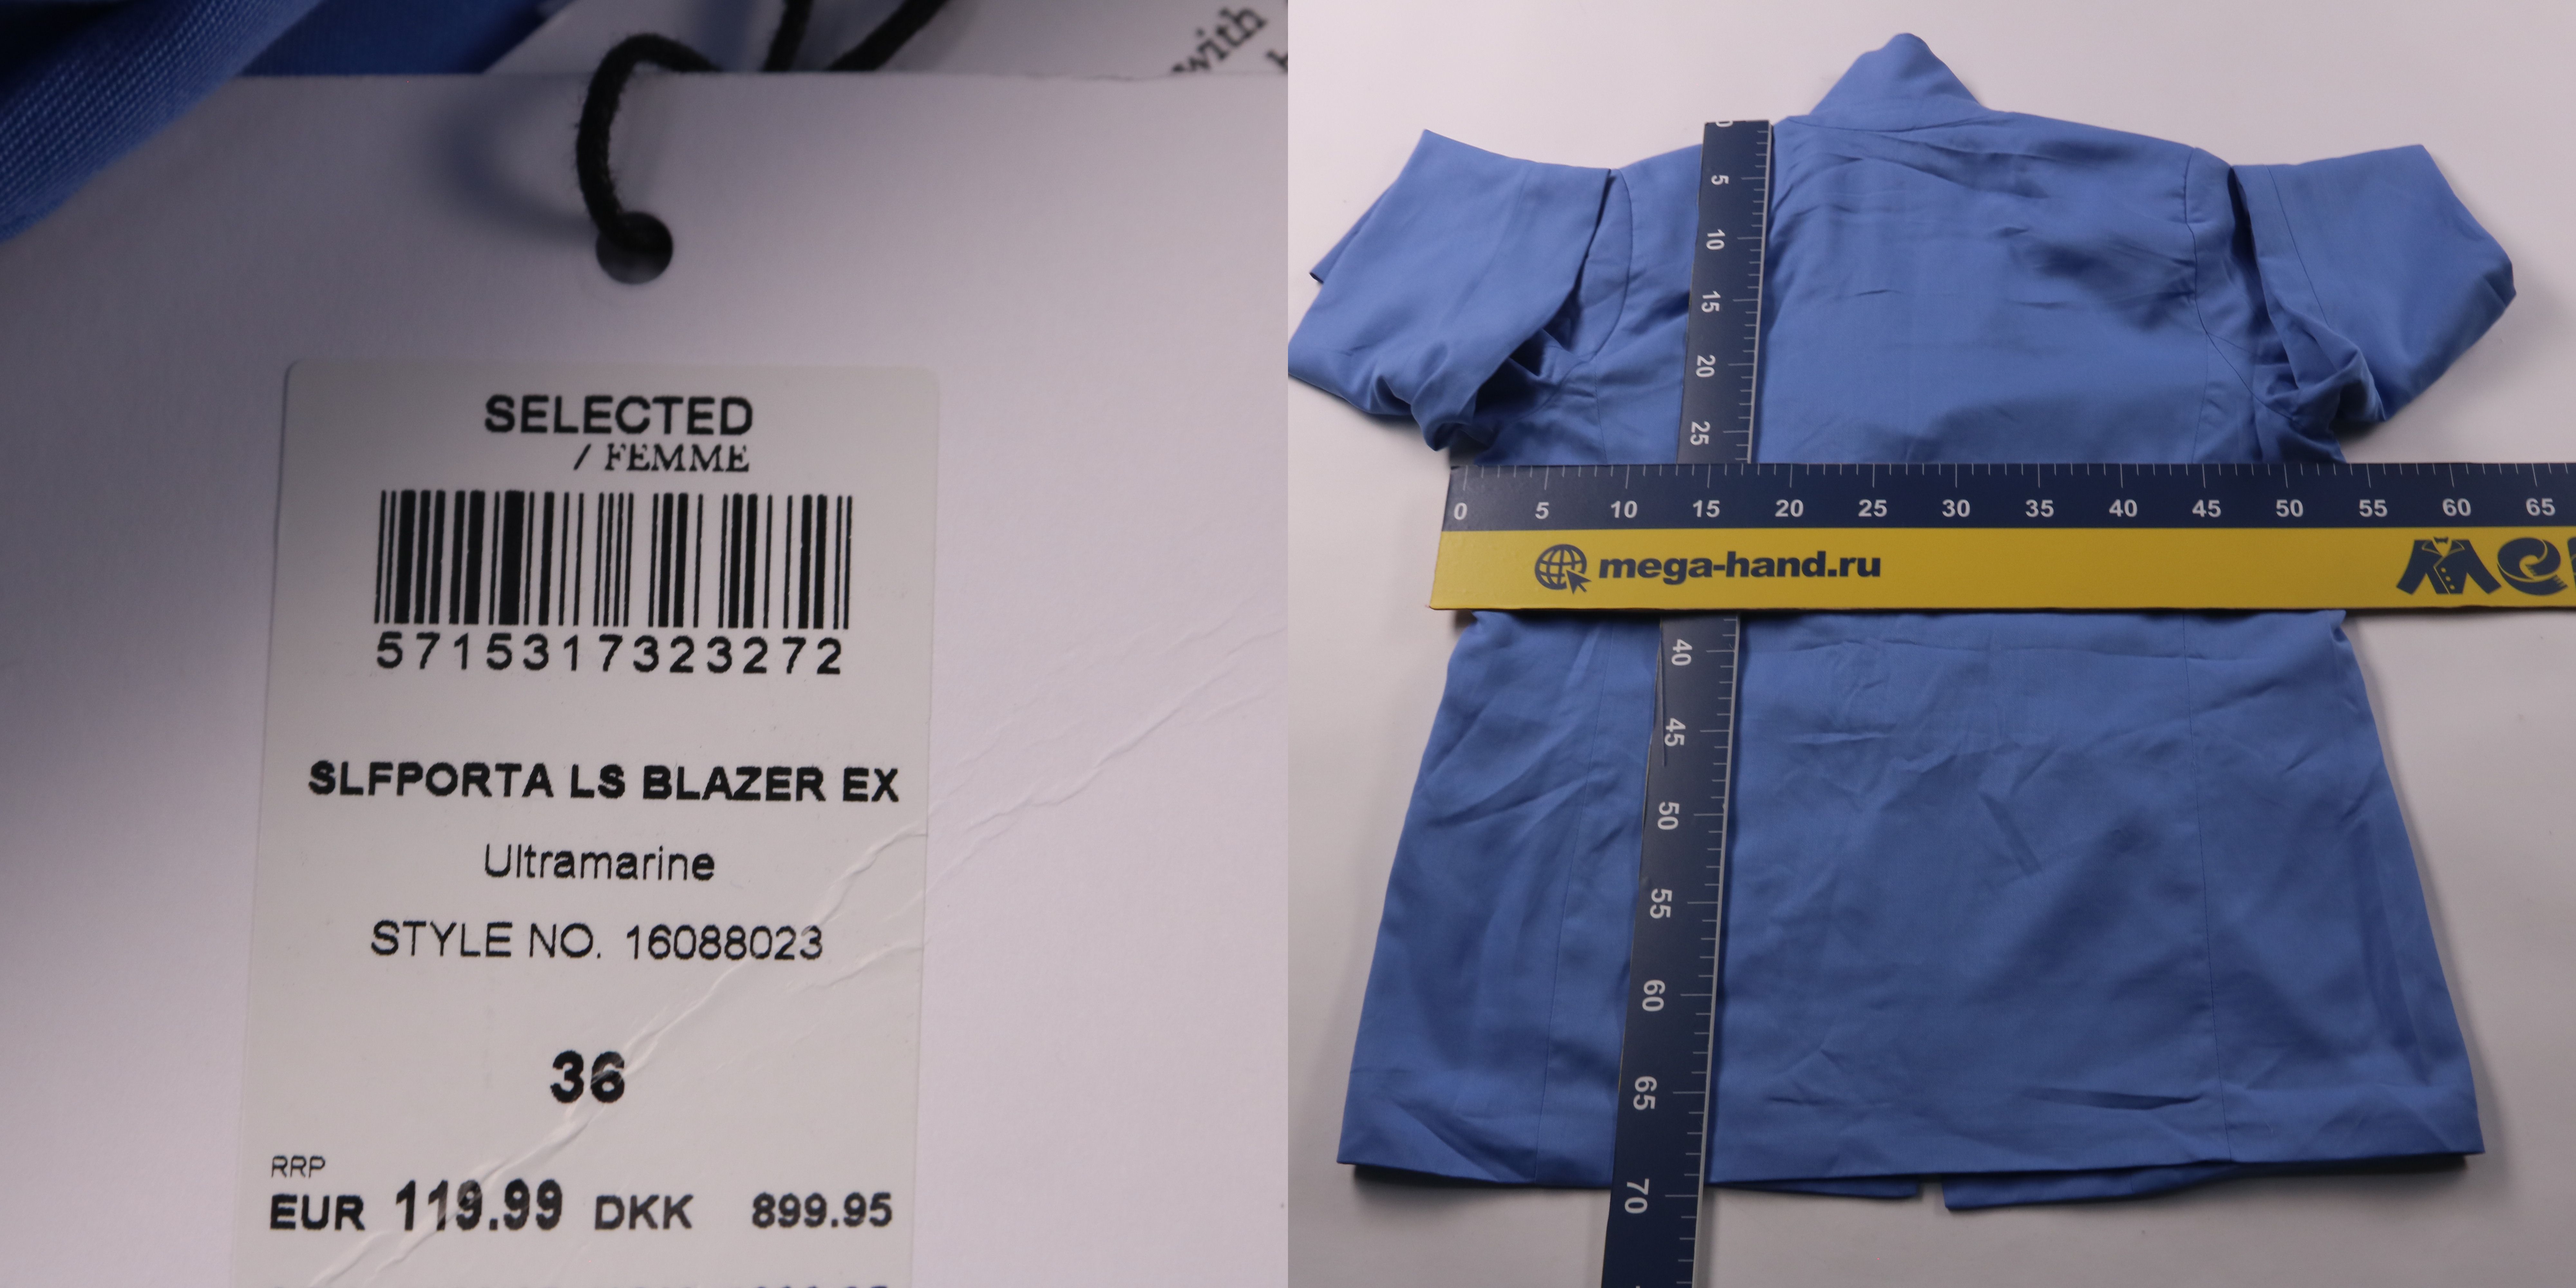 with
SELECTED
/ FEMME
5715317323272
SLFPORTA LS BLAZER EX
Ultramarine
STYLE NO. 16088023
36
RRP
EUR 119.99 DKK 899.95
0
5
10
15
20
25
0 5 10 15 20 25 30 35 40 45 50 55 60 65
mega-hand.ru
40
45
50
55
60
65
70